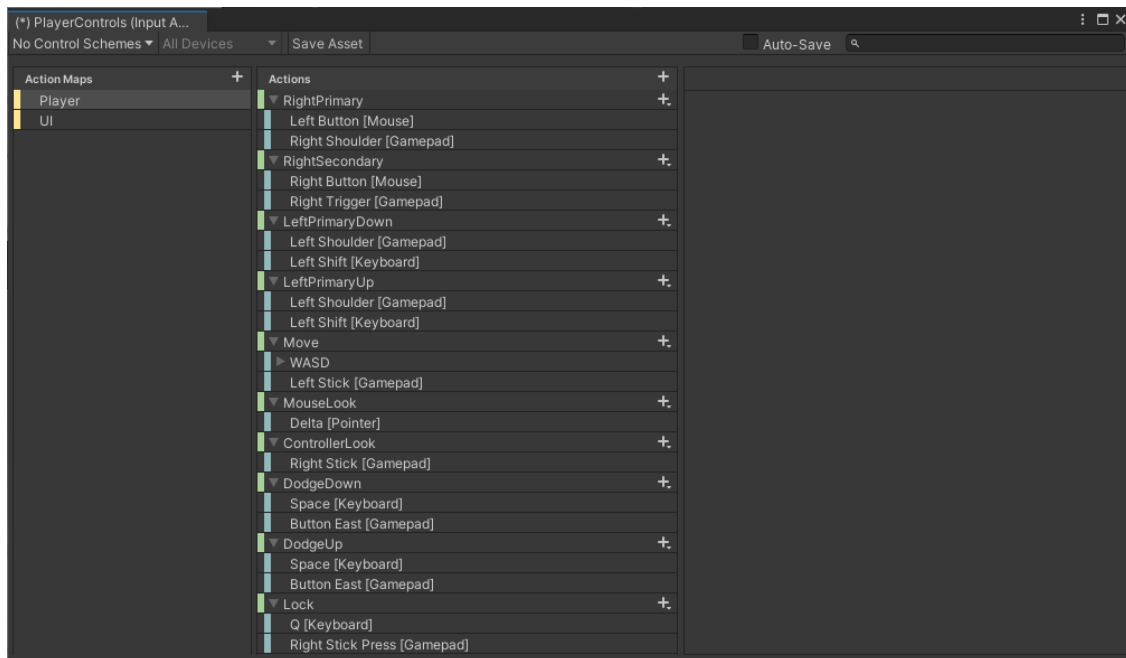 (*) PlayerControls (Input A...
No Control Schemes All Devices Save Asset Auto-Save
Action Maps
Player
UI
Actions
RightPrimary
Left Button [Mouse]
Right Shoulder [Gamepad]
RightSecondary
Right Button [Mouse]
Right Trigger [Gamepad]
LeftPrimaryDown
Left Shoulder [Gamepad]
Left Shift [Keyboard]
LeftPrimaryUp
Left Shoulder [Gamepad]
Left Shift [Keyboard]
Move
WASD
Left Stick [Gamepad]
MouseLook
Delta [Pointer]
ControllerLook
Right Stick [Gamepad]
DodgeDown
Space [Keyboard]
Button East [Gamepad]
DodgeUp
Space [Keyboard]
Button East [Gamepad]
Lock
Q [Keyboard]
Right Stick Press [Gamepad]